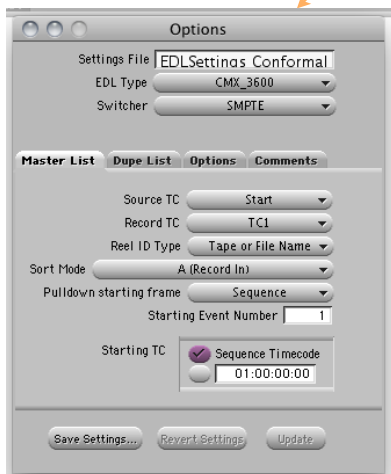 Options
Settings File EDLSettings Conformal
EDL Type CMX_3600
Switcher SMPTE
Master List Dupe List Options Comments
Source TC Start
Record TC TC1
Reel ID Type Tape or File Name
Sort Mode A (Record In)
Pulldown starting frame Sequence
Starting Event Number 1
Starting TC Sequence Timecode
01:00:00:00
Save Settings... Revert Settings Update